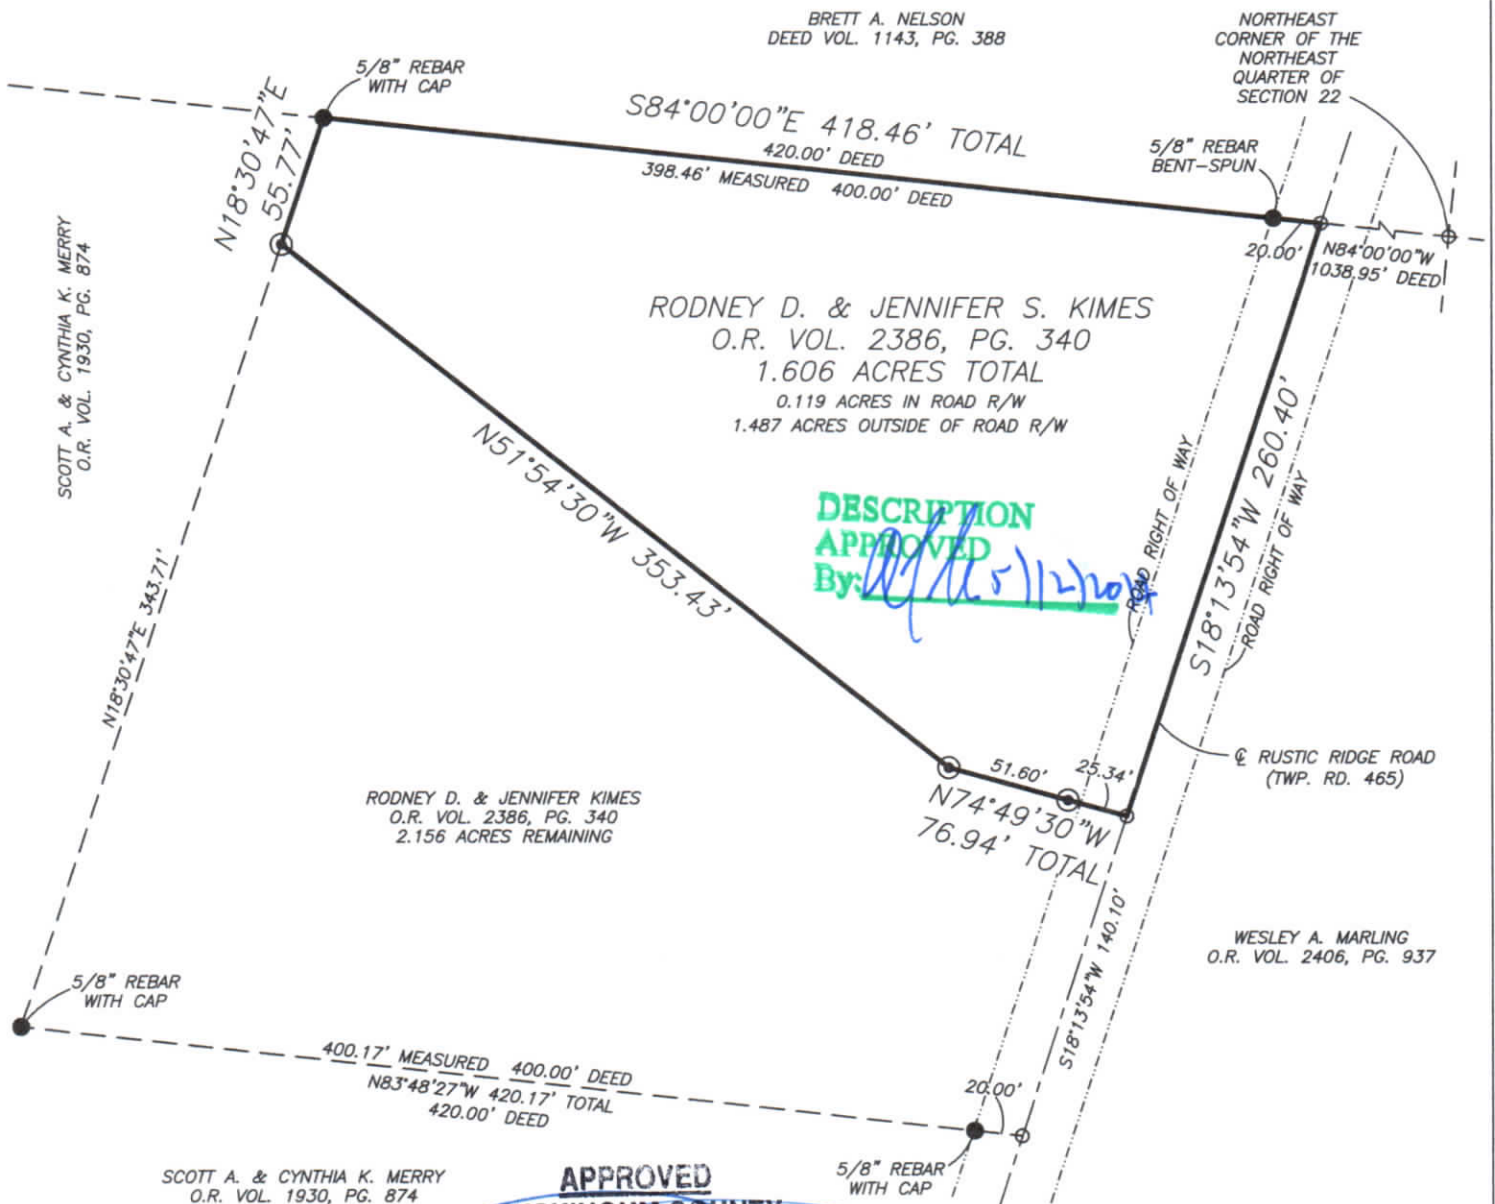 BRETT A. NELSON
DEED VOL. 1143, PG. 388
NORTHEAST
CORNER OF THE
NORTHEAST
QUARTER OF
SECTION 22
5/8" REBAR
WITH CAP
N18°30'47"E
55.77'
S84°00'00"E 418.46' TOTAL
420.00' DEED
398.46' MEASURED 400.00' DEED
5/8" REBAR
BENT-SPUN
20.00'
N84°00'00"W
1038.95' DEED
SCOTT A. & CYNTHIA K. MERRY
O.R. VOL. 1930, PG. 874
RODNEY D. & JENNIFER S. KIMES
O.R. VOL. 2386, PG. 340
1.606 ACRES TOTAL
0.119 ACRES IN ROAD R/W
1.487 ACRES OUTSIDE OF ROAD R/W
N51°54'30"W 353.43'
DESCRIPTION
APPROVED
By:
ROAD RIGHT OF WAY
S18°13'54"W 260.40'
ROAD RIGHT OF WAY
N18°30'47"E 343.71'
51.60'
25.34'
N74°49'30"W
76.94' TOTAL
℄ RUSTIC RIDGE ROAD
(TWP. RD. 465)
RODNEY D. & JENNIFER KIMES
O.R. VOL. 2386, PG. 340
2.156 ACRES REMAINING
S18°13'54"W 140.10'
WESLEY A. MARLING
O.R. VOL. 2406, PG. 937
5/8" REBAR
WITH CAP
400.17' MEASURED 400.00' DEED
N83°48'27"W 420.17' TOTAL
420.00' DEED
20.00'
5/8" REBAR
WITH CAP
SCOTT A. & CYNTHIA K. MERRY
O.R. VOL. 1930, PG. 874
APPROVED